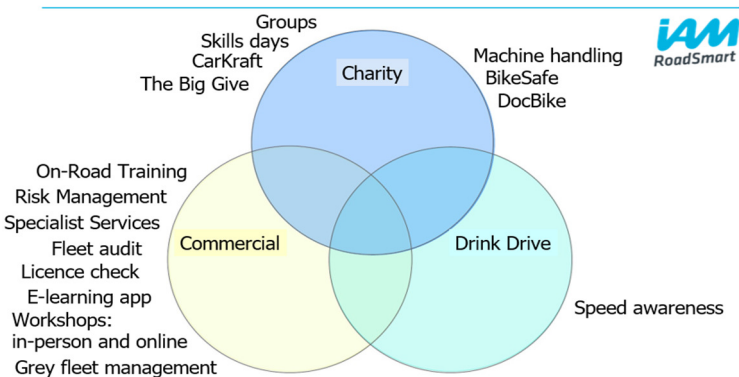 Groups
Skills days
CarKraft
The Big Give
Charity
Machine handling
BikeSafe
DocBike
iAM
RoadSmart
On-Road Training
Risk Management
Specialist Services
Fleet audit
Licence check
E-learning app
Workshops:
in-person and online
Grey fleet management
Commercial
Drink Drive
Speed awareness